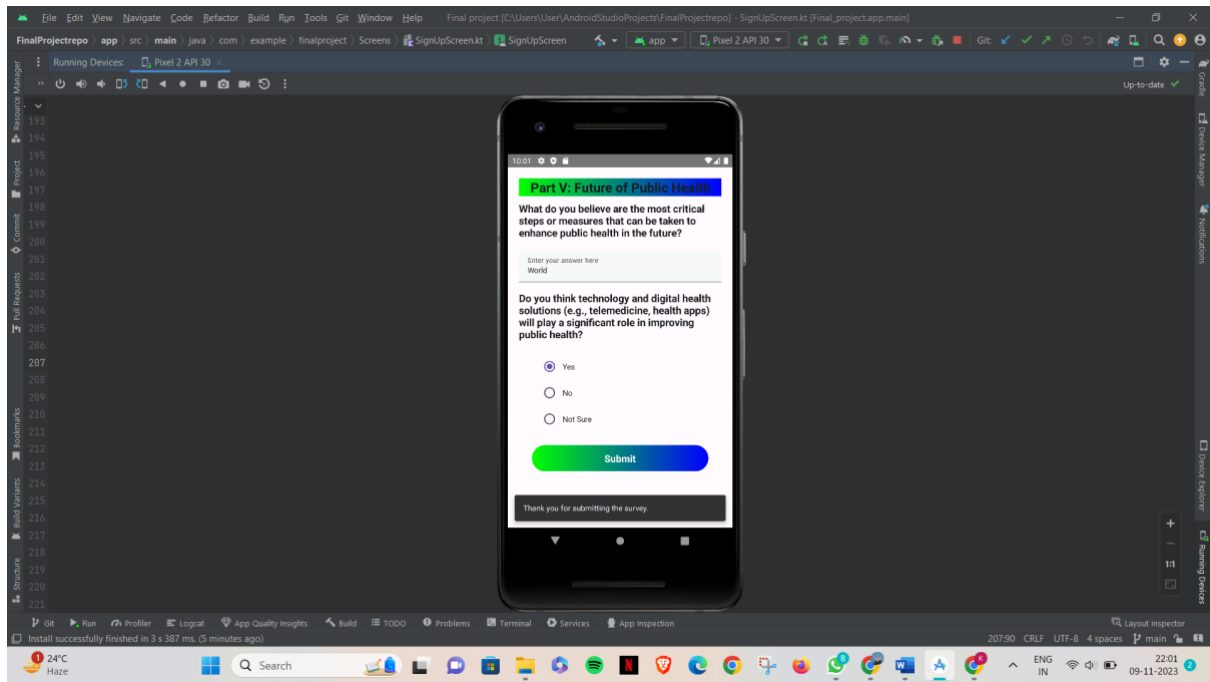 File Edit View Navigate Code Refactor Build Run Tools Git Window Help Final project [C:\Users\User\AndroidStudioProjects\FinalProjectrepo] - SignUpScreen.kt [Final_project.app.main]
FinalProjectrepo app src main java com example finalproject Screens SignUpScreen.kt SignUpScreen app Pixel 2 API 30 Git:
Running Devices: Pixel 2 API 30
Up-to-date
Resource Manager
Project
Commit
Pull Requests
Bookmarks
Build Variants
Structure
193
194
195
196
197
198
199
200
201
202
203
204
205
206
207
208
209
210
211
212
213
214
215
216
217
218
219
220
221
10:01
Part V: Future of Public Health
What do you believe are the most critical
steps or measures that can be taken to
enhance public health in the future?
Enter your answer here
World
Do you think technology and digital health
solutions (e.g., telemedicine, health apps)
will play a significant role in improving
public health?
Yes
No
Not Sure
Submit
Thank you for submitting the survey.
Gradle
Device Manager
Notifications
Device Explorer
Running Devices
1:1
Git Run Profiler Logcat App Quality Insights Build TODO Problems Terminal Services App Inspection Layout Inspector
Install successfully finished in 3 s 387 ms. (5 minutes ago) 207:90 CRLF UTF-8 4 spaces main
1 24°C
Haze
Search
ENG
IN
22:01
09-11-2023
2